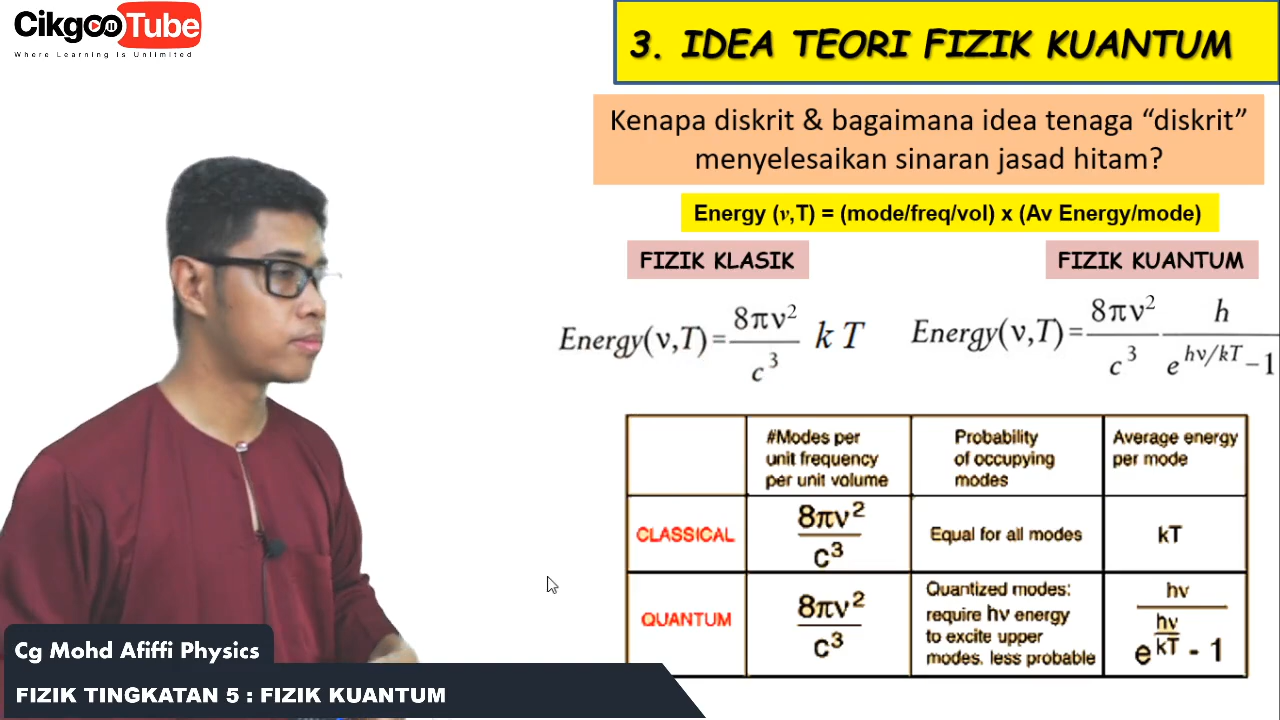 CikgooTube
Where Learning Is Unlimited
3. IDEA TEORI FIZIK KUANTUM
Kenapa diskrit & bagaimana idea tenaga “diskrit”
menyelesaikan sinaran jasad hitam?
Energy (ν,T) = (mode/freq/vol) x (Av Energy/mode)
FIZIK KLASIK
FIZIK KUANTUM
Energy(ν,T)= 8πν² / c³ k T
Energy(ν,T)= 8πν² / c³ h / e^(hν/kT) –1
#Modes per
unit frequency
per unit volume
Probability
of occupying
modes
Average energy
per mode
CLASSICAL
8πν² / c³
Equal for all modes
kT
QUANTUM
8πν² / c³
Quantized modes:
require hν energy
to excite upper
modes, less probable
hν / e^(hν/kT) - 1
Cg Mohd Afiffi Physics
FIZIK TINGKATAN 5 : FIZIK KUANTUM